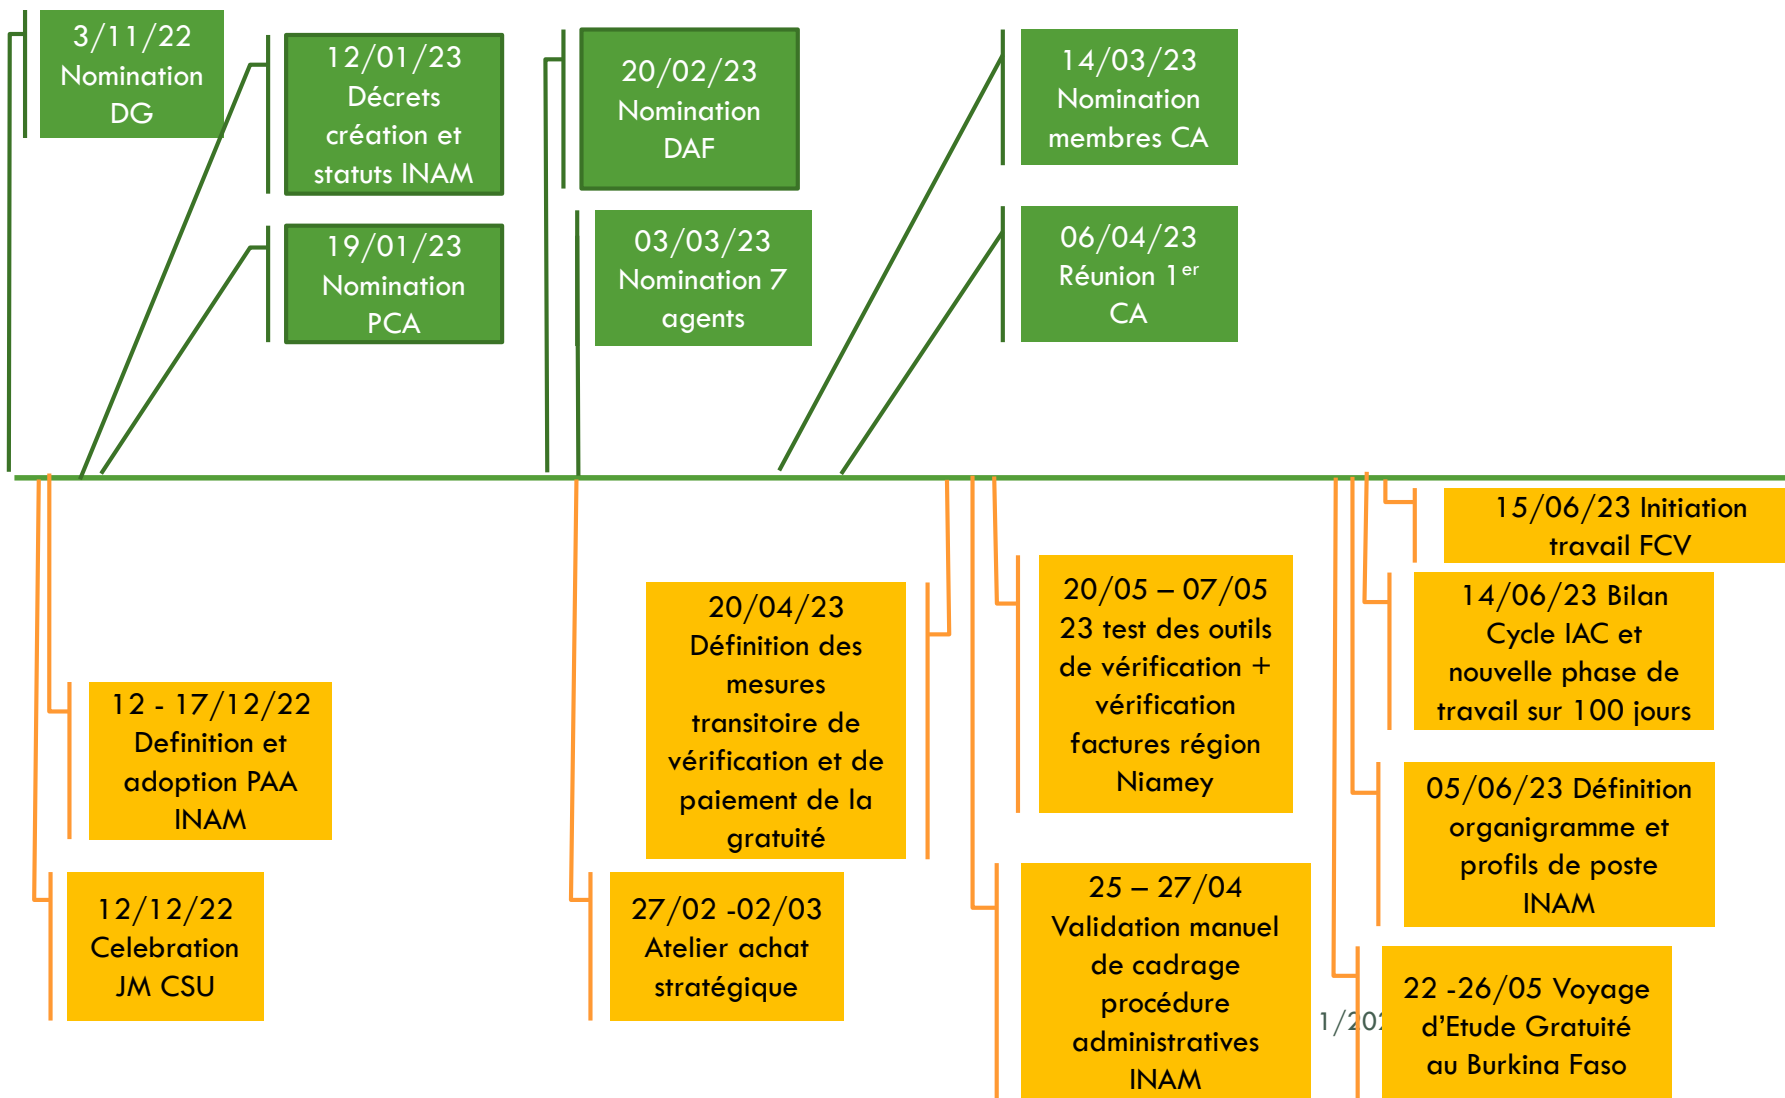 3/11/22
Nomination
DG
12/01/23
Décrets
création et
statuts INAM
19/01/23
Nomination
PCA
20/02/23
Nomination
DAF
03/03/23
Nomination 7
agents
14/03/23
Nomination
membres CA
06/04/23
Réunion 1er
CA
12 - 17/12/22
Definition et
adoption PAA
INAM
12/12/22
Celebration
JM CSU
27/02 -02/03
Atelier achat
stratégique
20/04/23
Définition des
mesures
transitoire de
vérification et de
paiement de la
gratuité
20/05 – 07/05
23 test des outils
de vérification +
vérification
factures région
Niamey
25 – 27/04
Validation manuel
de cadrage
procédure
administratives
INAM
15/06/23 Initiation
travail FCV
14/06/23 Bilan
Cycle IAC et
nouvelle phase de
travail sur 100 jours
05/06/23 Définition
organigramme et
profils de poste
INAM
22 -26/05 Voyage
d'Etude Gratuité
au Burkina Faso